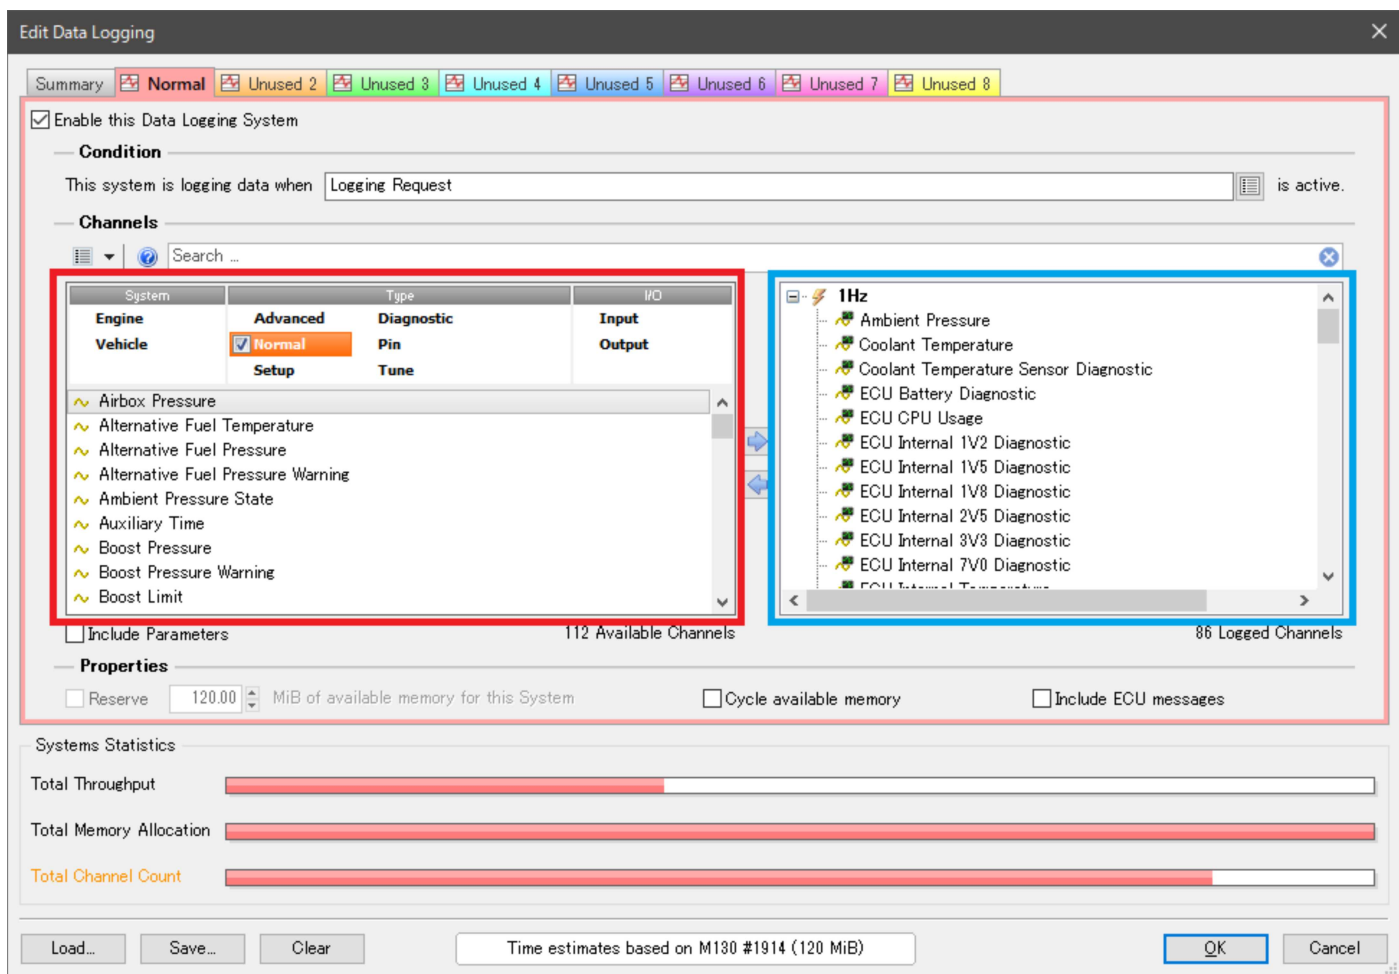 Edit Data Logging
Summary Normal Unused 2 Unused 3 Unused 4 Unused 5 Unused 6 Unused 7 Unused 8
Enable this Data Logging System
Condition
This system is logging data when Logging Request is active.
Channels
Search ...
System Type I/O
Engine Advanced Diagnostic Input
Vehicle Normal Pin Output
Setup Tune
Airbox Pressure
Alternative Fuel Temperature
Alternative Fuel Pressure
Alternative Fuel Pressure Warning
Ambient Pressure State
Auxiliary Time
Boost Pressure
Boost Pressure Warning
Boost Limit
1Hz
Ambient Pressure
Coolant Temperature
Coolant Temperature Sensor Diagnostic
ECU Battery Diagnostic
ECU CPU Usage
ECU Internal 1V2 Diagnostic
ECU Internal 1V5 Diagnostic
ECU Internal 1V8 Diagnostic
ECU Internal 2V5 Diagnostic
ECU Internal 3V3 Diagnostic
ECU Internal 7V0 Diagnostic
ECU Internal Temperature
Include Parameters 112 Available Channels 86 Logged Channels
Properties
Reserve 120.00 MiB of available memory for this System Cycle available memory Include ECU messages
Systems Statistics
Total Throughput
Total Memory Allocation
Total Channel Count
Load... Save... Clear Time estimates based on M130 #1914 (120 MiB) OK Cancel